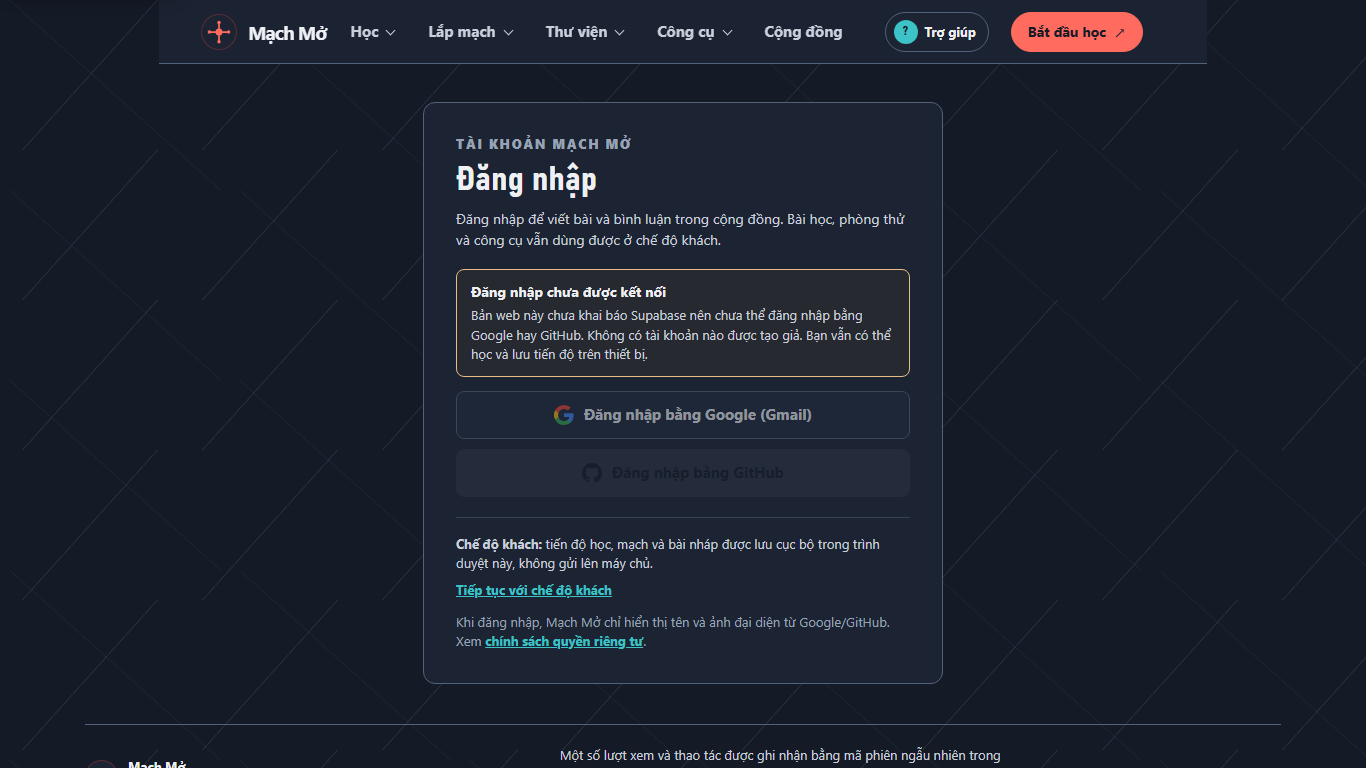 Mạch Mở
Học
Lắp mạch
Thư viện
Công cụ
Cộng đồng
? Trợ giúp
Bắt đầu học ↗
TÀI KHOẢN MẠCH MỞ
Đăng nhập
Đăng nhập để viết bài và bình luận trong cộng đồng. Bài học, phòng thử
và công cụ vẫn dùng được ở chế độ khách.
Đăng nhập chưa được kết nối
Bản web này chưa khai báo Supabase nên chưa thể đăng nhập bằng
Google hay GitHub. Không có tài khoản nào được tạo giả. Bạn vẫn có thể
học và lưu tiến độ trên thiết bị.
Đăng nhập bằng Google (Gmail)
Đăng nhập bằng GitHub
Chế độ khách: tiến độ học, mạch và bài nháp được lưu cục bộ trong trình
duyệt này, không gửi lên máy chủ.
Tiếp tục với chế độ khách
Khi đăng nhập, Mạch Mở chỉ hiển thị tên và ảnh đại diện từ Google/GitHub.
Xem chính sách quyền riêng tư.
Mạch Mở
Một số lượt xem và thao tác được ghi nhận bằng mã phiên ngẫu nhiên trong